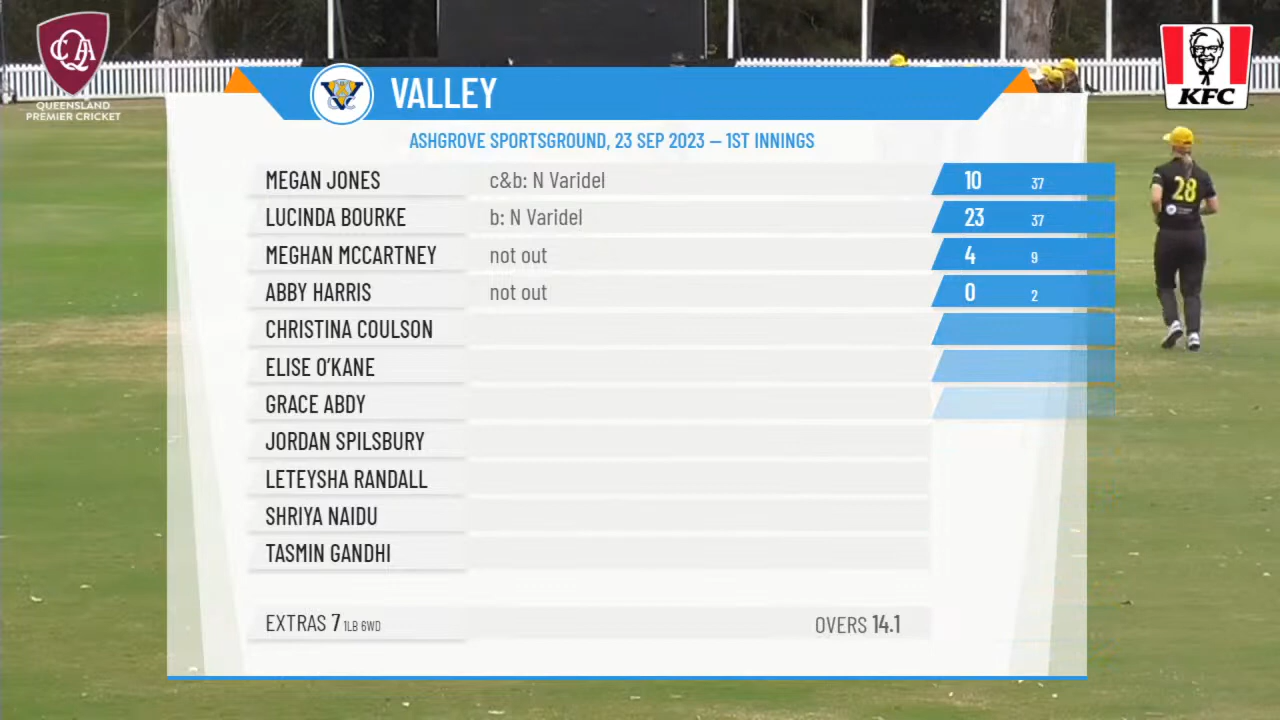 QUEENSLAND
PREMIER CRICKET
KFC
VALLEY
ASHGROVE SPORTSGROUND, 23 SEP 2023 – 1ST INNINGS
MEGAN JONES c&b: N Varidel 10 37
LUCINDA BOURKE b: N Varidel 23 37
MEGHAN MCCARTNEY not out 4 9
ABBY HARRIS not out 0 2
CHRISTINA COULSON
ELISE O'KANE
GRACE ABDY
JORDAN SPILSBURY
LETEYSHA RANDALL
SHRIYA NAIDU
TASMIN GANDHI
EXTRAS 7 1LB 6WD OVERS 14.1
28